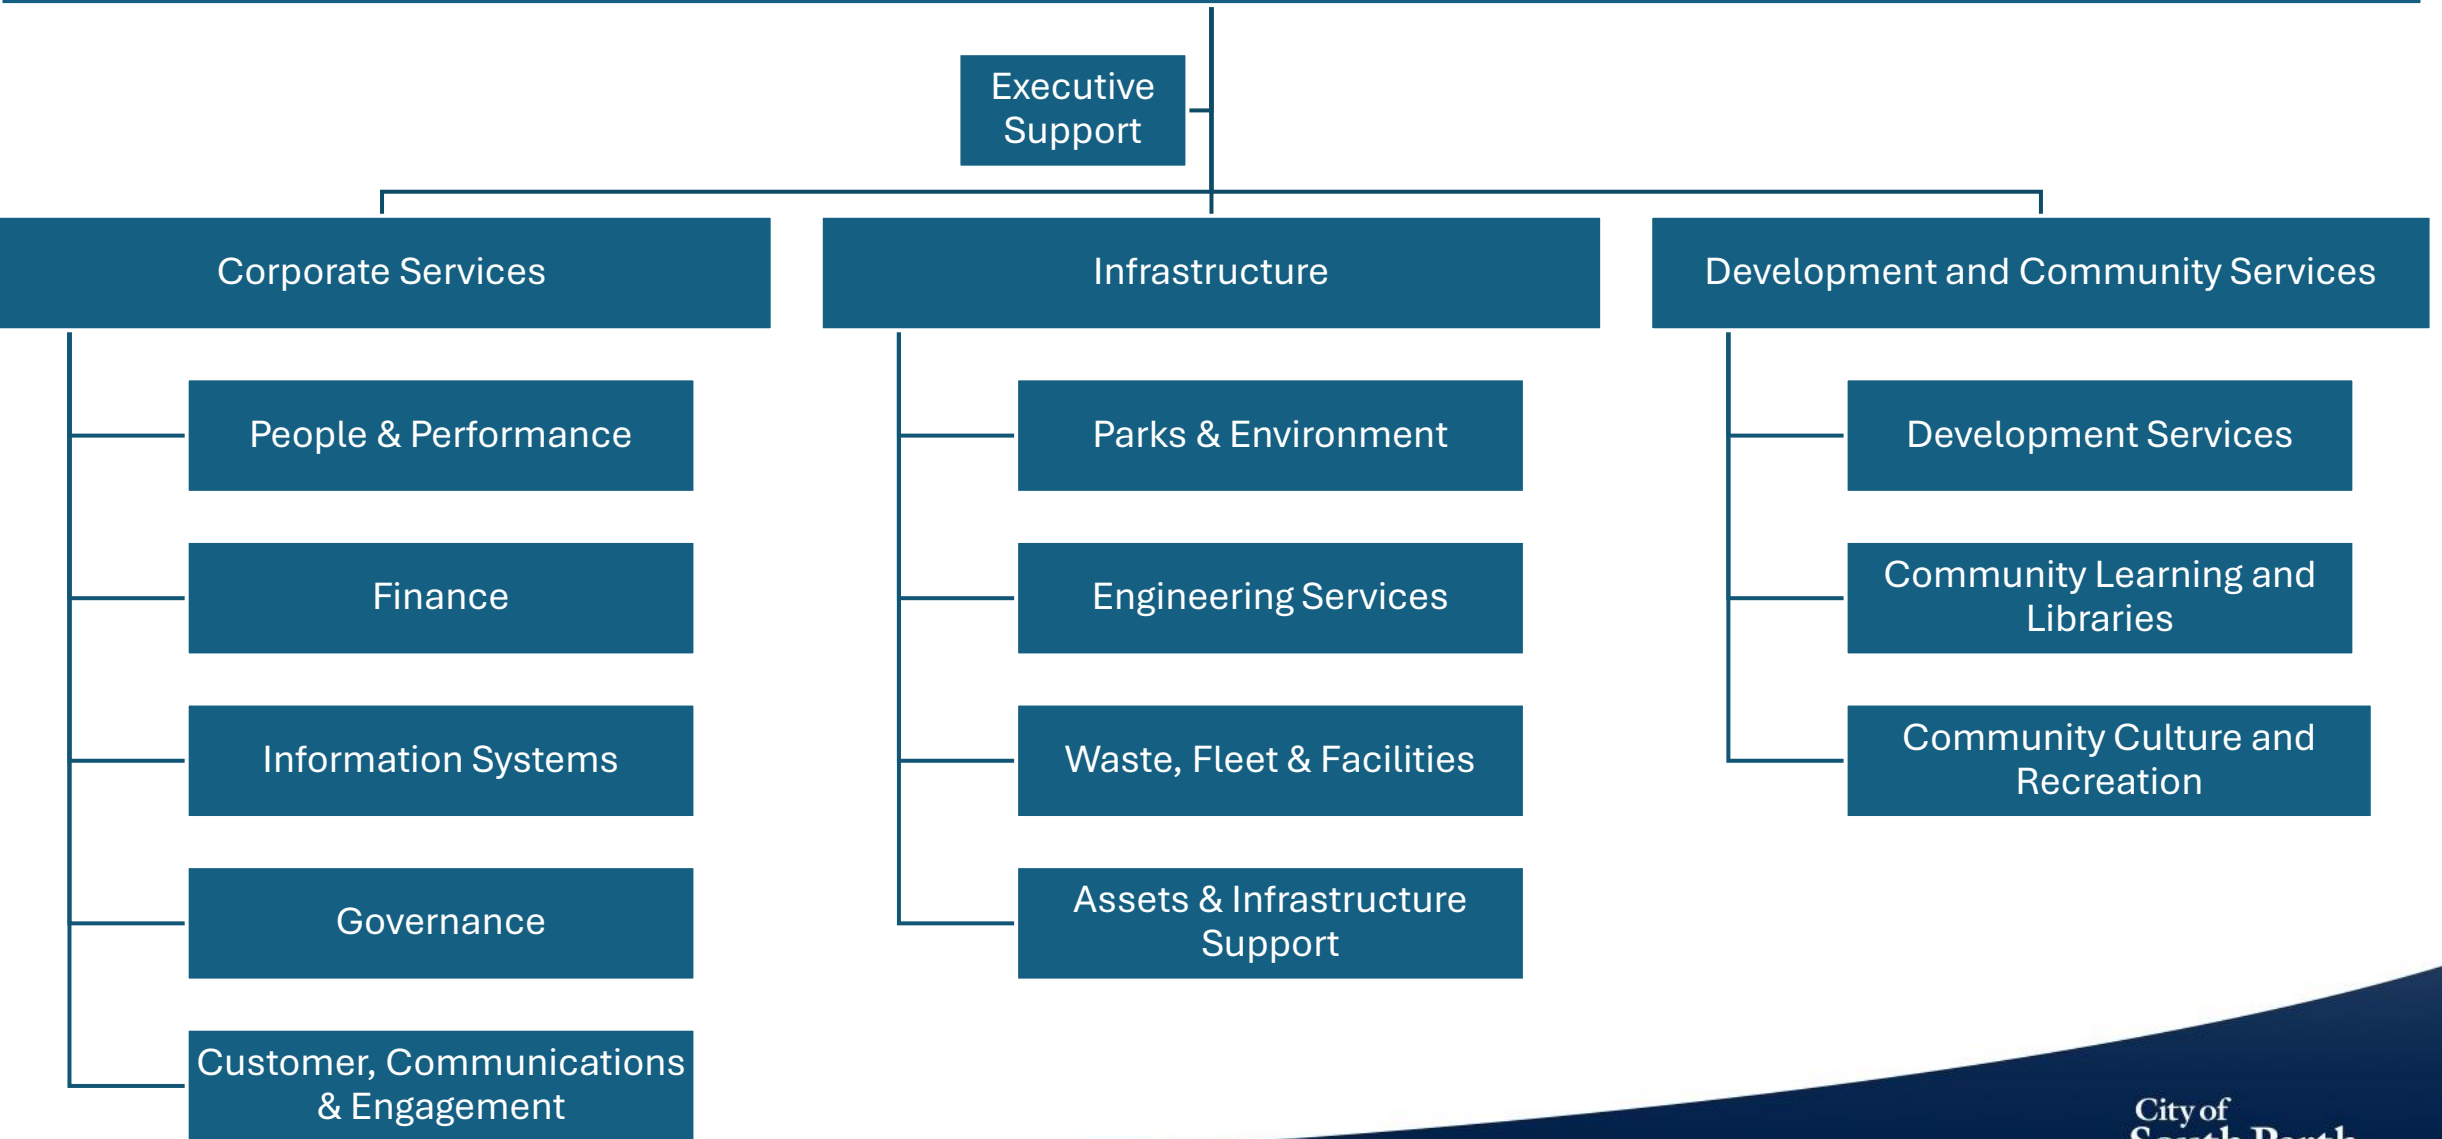 Executive
Support
Corporate Services
Infrastructure
Development and Community Services
People & Performance
Finance
Information Systems
Governance
Customer, Communications
& Engagement
Parks & Environment
Engineering Services
Waste, Fleet & Facilities
Assets & Infrastructure
Support
Development Services
Community Learning and
Libraries
Community Culture and
Recreation
City of
South Perth